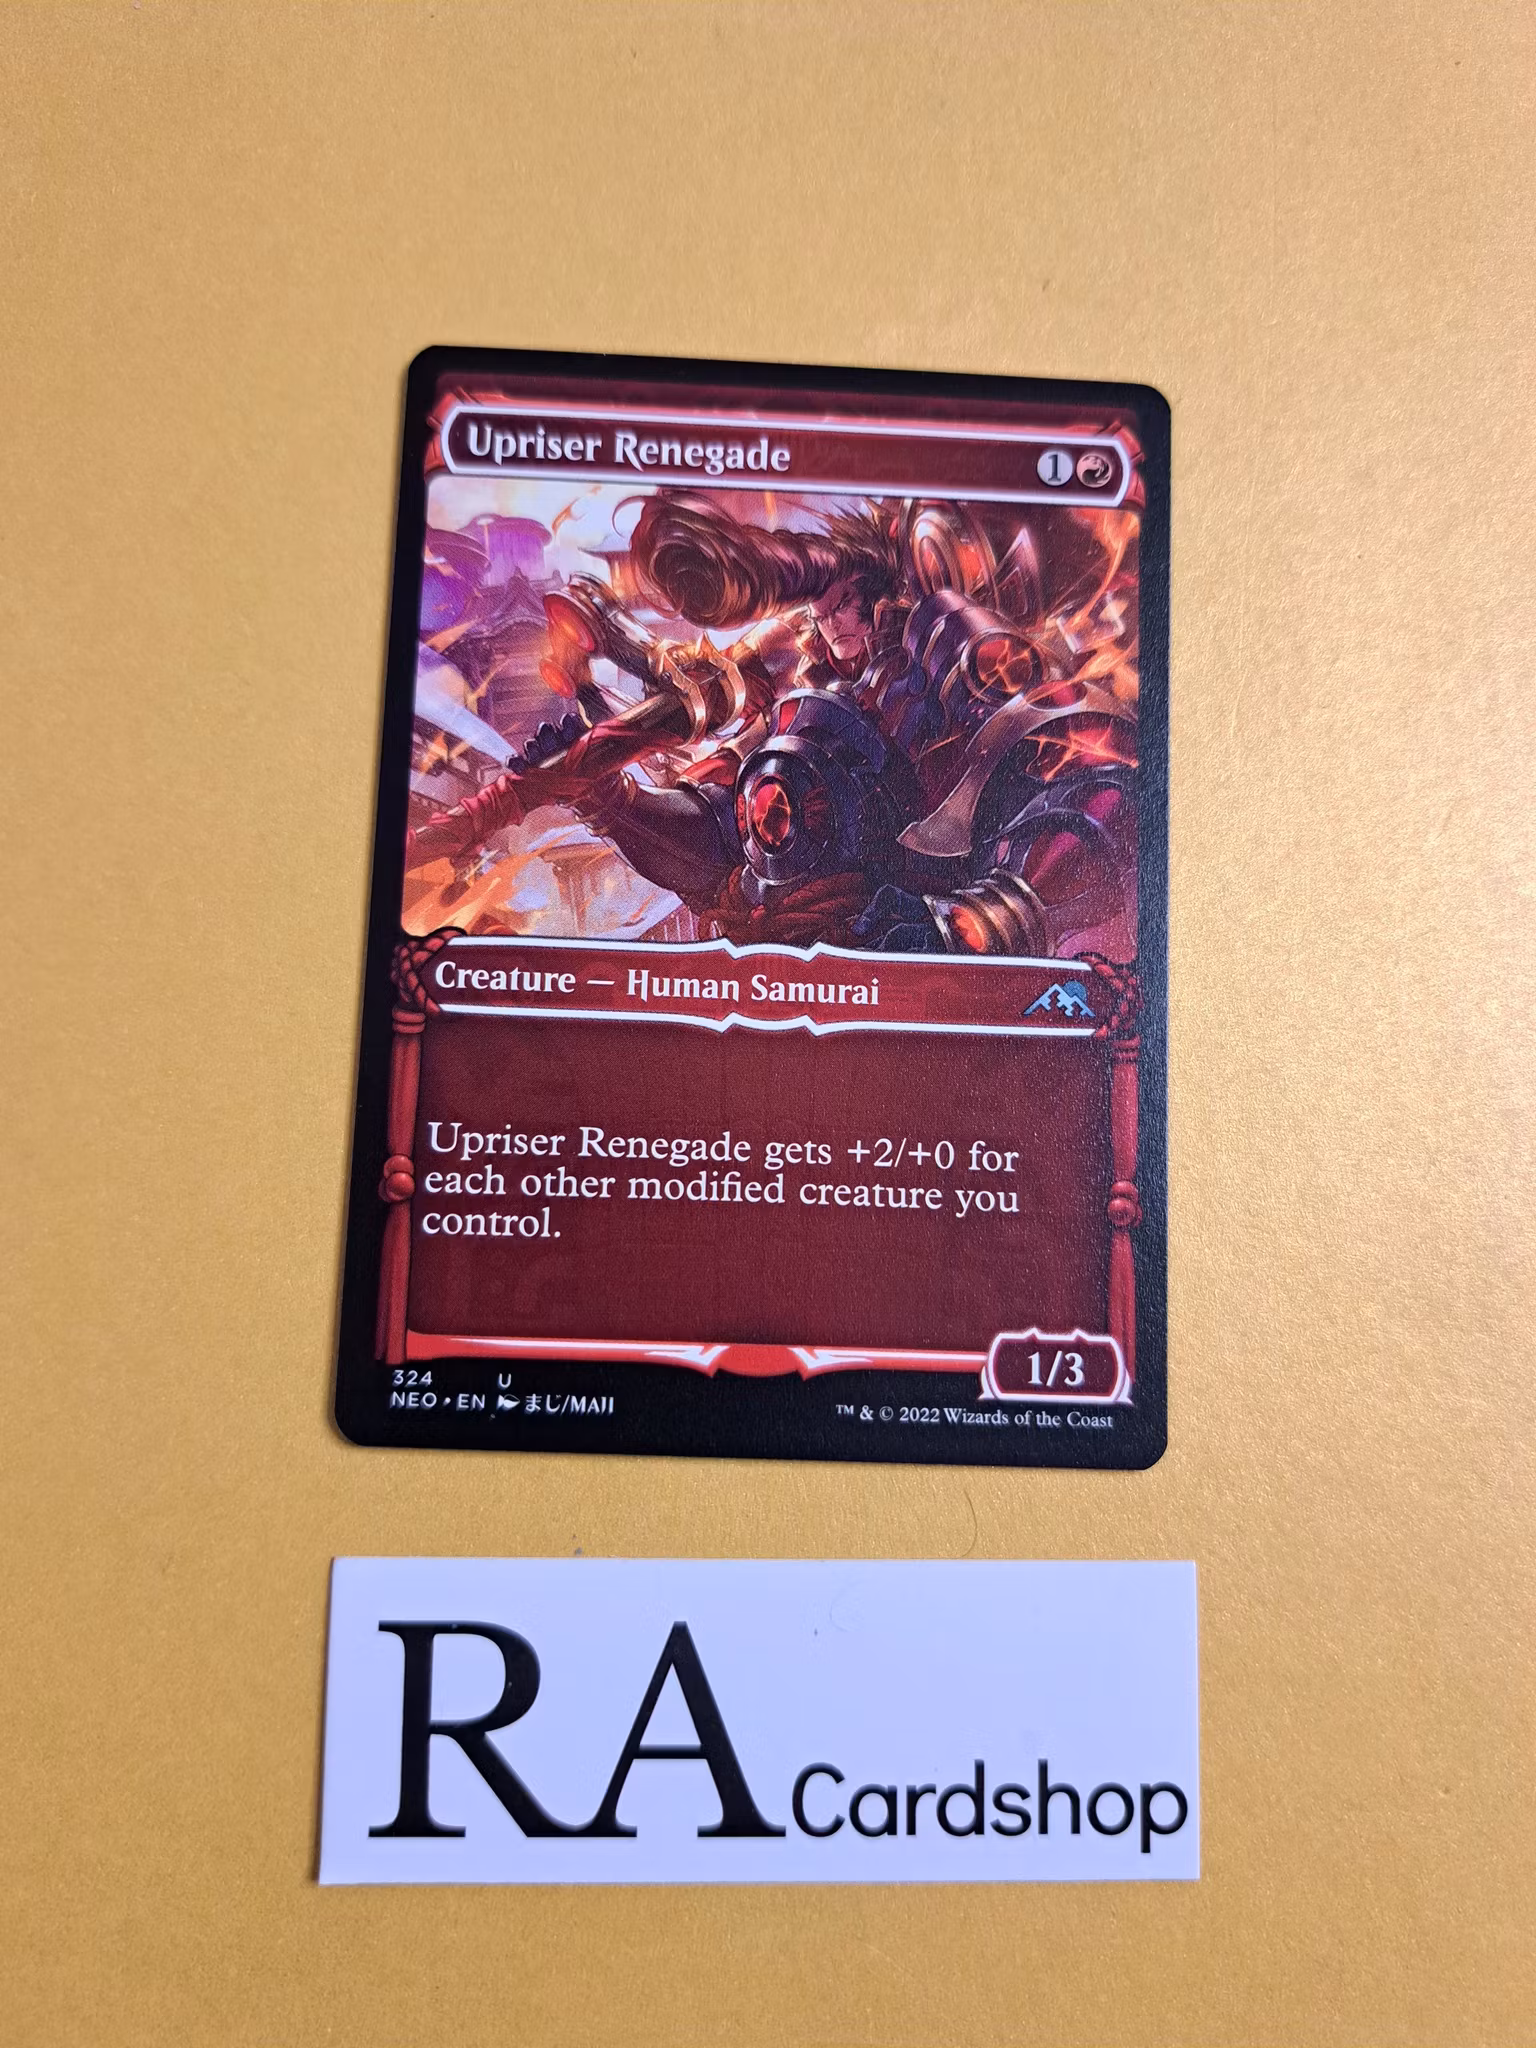 Upriser Renegade
1
Creature — Human Samurai
Upriser Renegade gets +2/+0 for
each other modified creature you
control.
1/3
324 U
NEO • EN まじ/MAJI
™ & © 2022 Wizards of the Coast
RA Cardshop